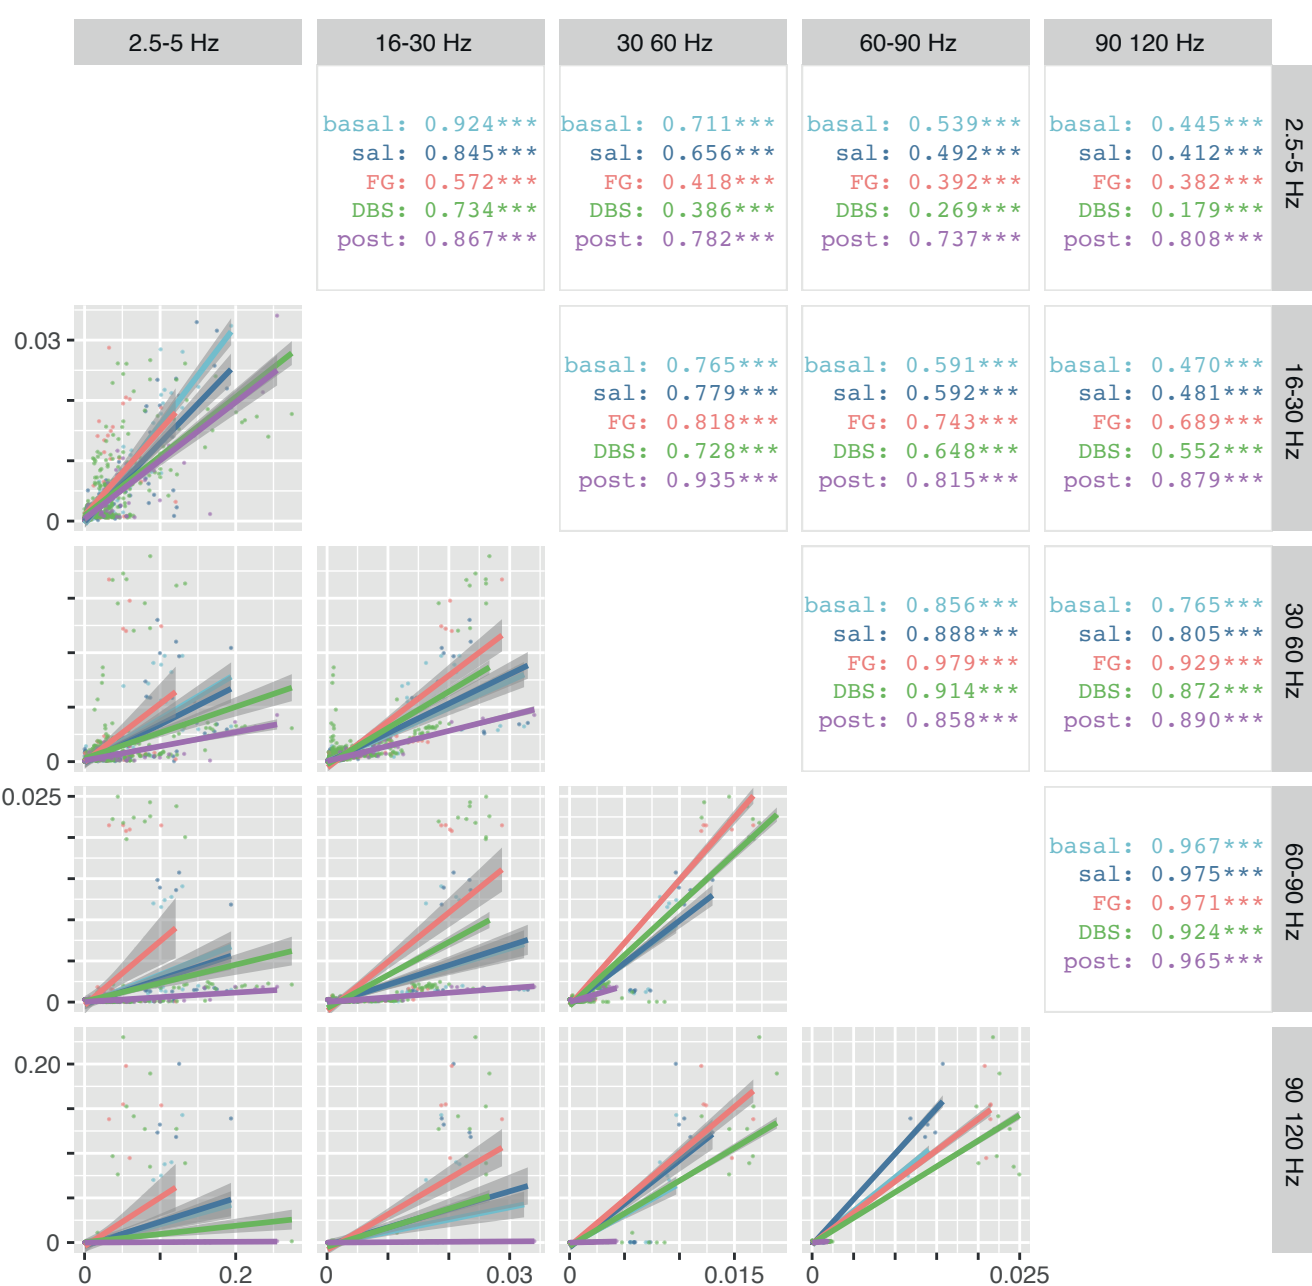 2.5-5 Hz 16-30 Hz 30 60 Hz 60-90 Hz 90 120 Hz
basal: 0.924*** basal: 0.711*** basal: 0.539*** basal: 0.445***
sal: 0.845*** sal: 0.656*** sal: 0.492*** sal: 0.412***
FG: 0.572*** FG: 0.418*** FG: 0.392*** FG: 0.382***
DBS: 0.734*** DBS: 0.386*** DBS: 0.269*** DBS: 0.179***
post: 0.867*** post: 0.782*** post: 0.737*** post: 0.808***
2.5-5 Hz
0.03
0
basal: 0.765*** basal: 0.591*** basal: 0.470***
sal: 0.779*** sal: 0.592*** sal: 0.481***
FG: 0.818*** FG: 0.743*** FG: 0.689***
DBS: 0.728*** DBS: 0.648*** DBS: 0.552***
post: 0.935*** post: 0.815*** post: 0.879***
16-30 Hz
0
basal: 0.856*** basal: 0.765***
sal: 0.888*** sal: 0.805***
FG: 0.979*** FG: 0.929***
DBS: 0.914*** DBS: 0.872***
post: 0.858*** post: 0.890***
30 60 Hz
0.025
0
basal: 0.967***
sal: 0.975***
FG: 0.971***
DBS: 0.924***
post: 0.965***
60-90 Hz
0.20
0
90 120 Hz
0 0.2 0 0.03 0 0.015 0 0.025